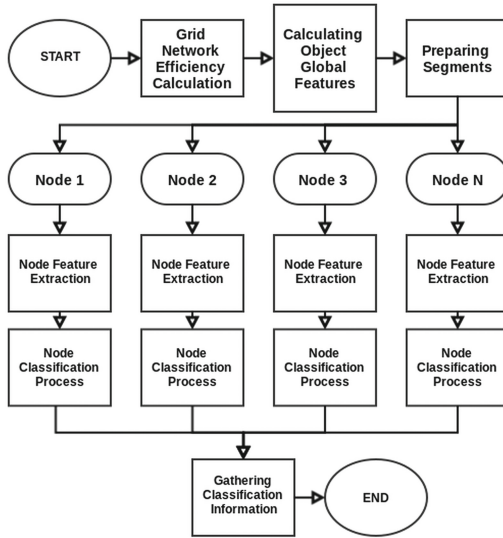 START
Grid
Network
Efficiency
Calculation
Calculating
Object
Global
Features
Preparing
Segments
Node 1
Node 2
Node 3
Node N
Node Feature
Extraction
Node Feature
Extraction
Node Feature
Extraction
Node Feature
Extraction
Node
Classification
Process
Node
Classification
Process
Node
Classification
Process
Node
Classification
Process
Gathering
Classification
Information
END